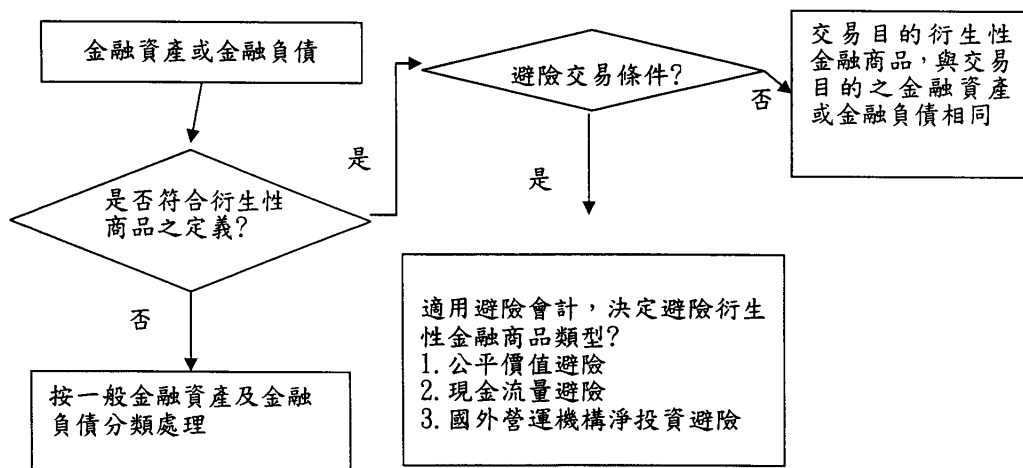 金融資產或金融負債
是否符合衍生性
商品之定義?
是
否
按一般金融資產及金融
負債分類處理
避險交易條件?
否
是
交易目的衍生性
金融商品,與交易
目的之金融資產
或金融負債相同
適用避險會計,決定避險衍生
性金融商品類型?
1.公平價值避險
2.現金流量避險
3.國外營運機構淨投資避險